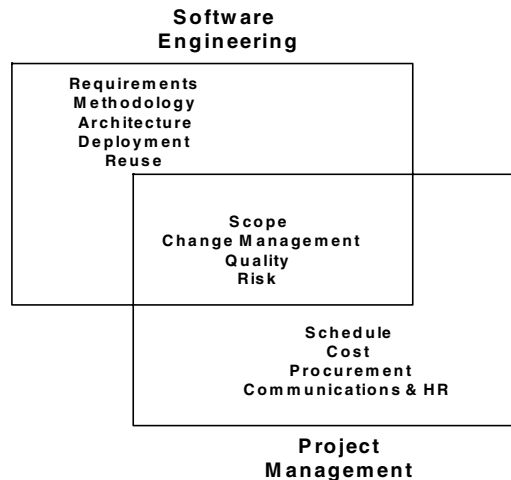 Software
Engineering
Requirements
Methodology
Architecture
Deployment
Reuse
Scope
Change Management
Quality
Risk
Schedule
Cost
Procurement
Communications & HR
Project
Management